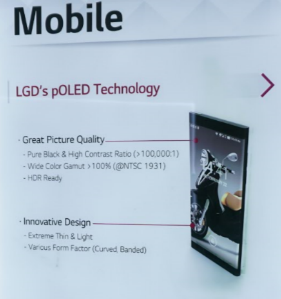 Mobile
LGD's pOLED Technology
· Great Picture Quality
- Pure Black & High Contrast Ratio (>100,000:1)
- Wide Color Gamut >100% (@NTSC 1931)
- HDR Ready
· Innovative Design
- Extreme Thin & Light
- Various Form Factor (Curved, Banded)